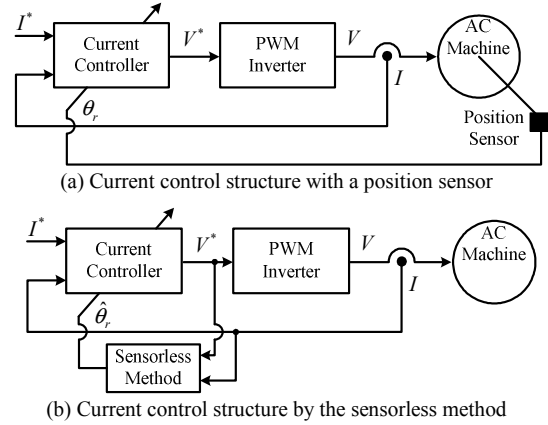 I*
Current
Controller
V*
PWM
Inverter
V
I
AC
Machine
θr
Position
Sensor
(a) Current control structure with a position sensor
I*
Current
Controller
V*
PWM
Inverter
V
I
AC
Machine
θ̂r
Sensorless
Method
(b) Current control structure by the sensorless method